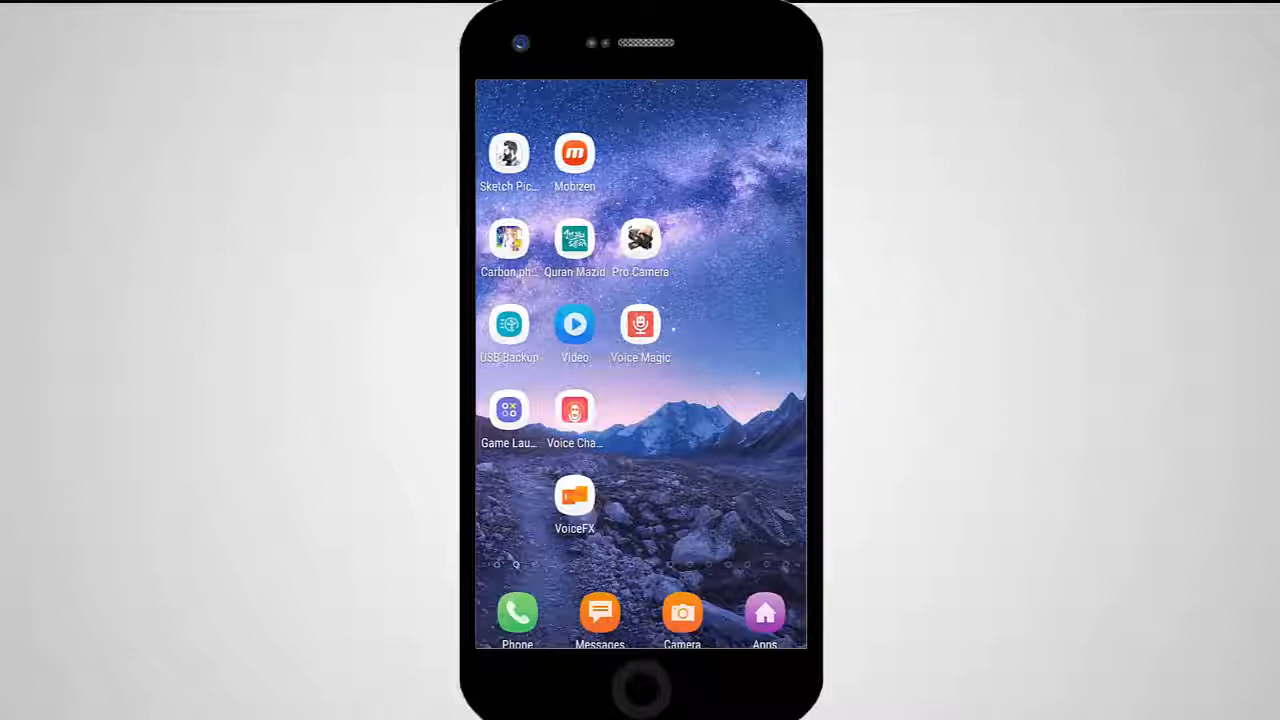 Sketch Pic...
Mobizen
Carbon ph...
Quran Mazid
Pro Camera
USB Backup
Video
Voice Magic
Game Lau...
Voice Cha...
VoiceFX
Phone
Messages
Camera
Apps